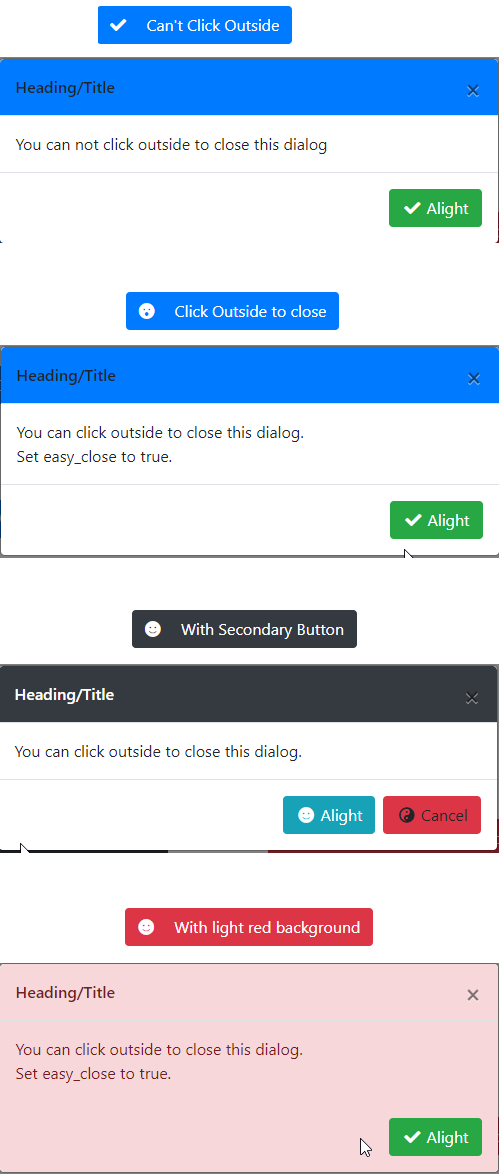 Can't Click Outside
Heading/Title ×
You can not click outside to close this dialog
Alight
Click Outside to close
Heading/Title ×
You can click outside to close this dialog.
Set easy_close to true.
Alight
With Secondary Button
Heading/Title ×
You can click outside to close this dialog.
Alight Cancel
With light red background
Heading/Title ×
You can click outside to close this dialog.
Set easy_close to true.
Alight